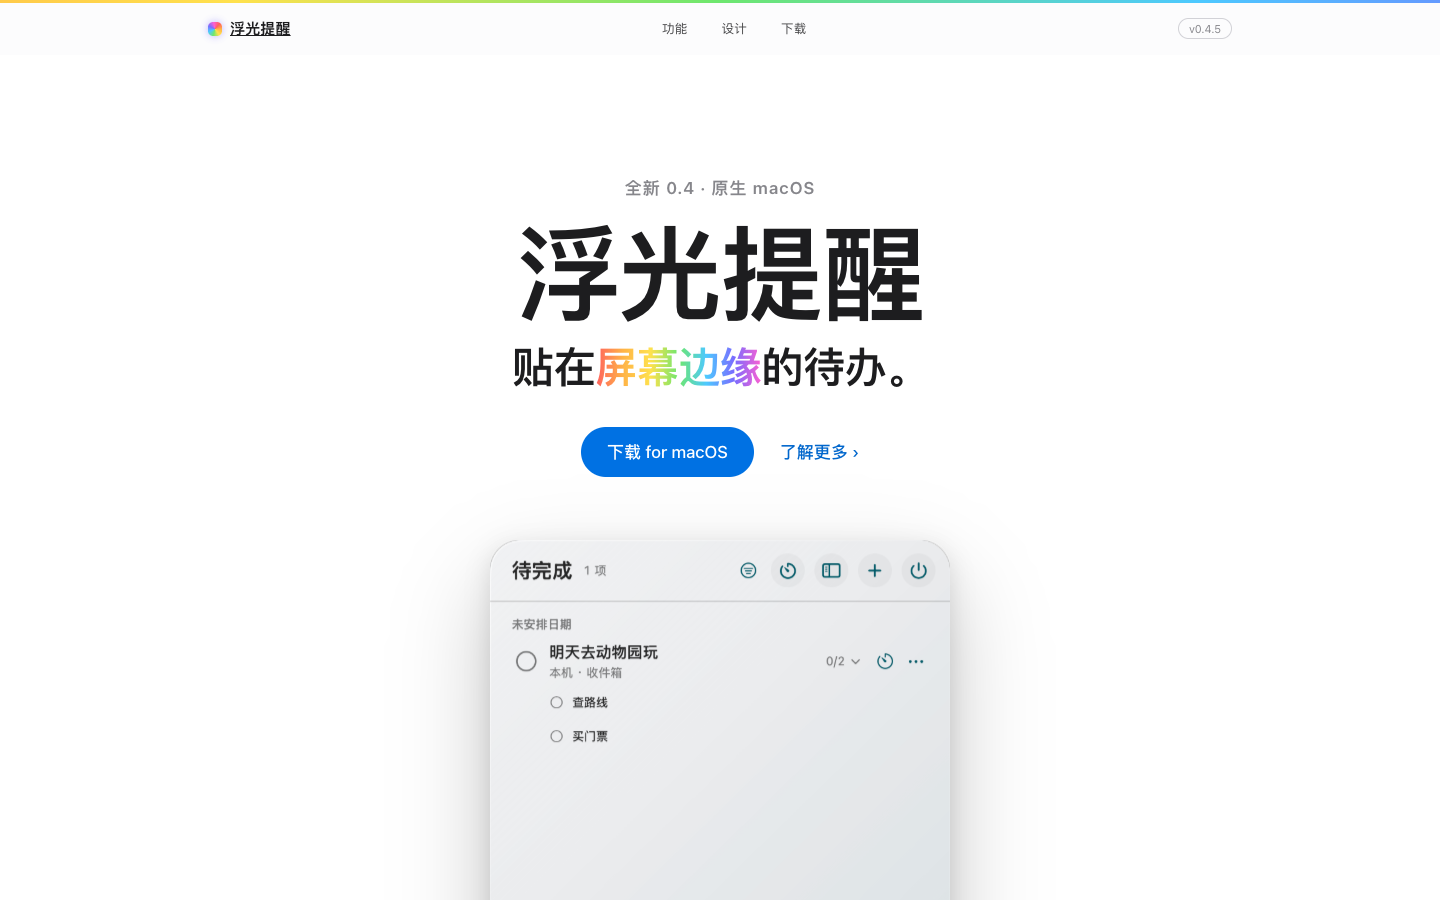 浮光提醒
功能 设计 下载
v0.4.5
全新 0.4 · 原生 macOS
浮光提醒
贴在屏幕边缘的待办。
下载 for macOS
了解更多 ›
待完成 1 项
未安排日期
明天去动物园玩
本机 · 收件箱
0/2
查路线
买门票